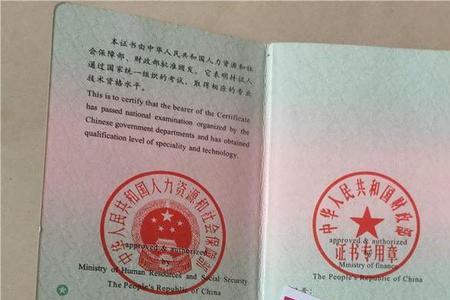 本证书由中华人民共和国人力资源和社
会保障部、财政部批准颁发。它表明持证人
通过国家统一组织的考试，取得相应的专业
技术资格水平。
This is to certify that the bearer of the Certificate
has passed national examination organized by the
Chinese government departments and has obtained
qualification level of speciality and technology.
中华人民共和国人力资源和社会保障部
approved & authorized
by
Ministry of Human Resources and Social Security
The People's Republic of China
中华人民共和国财政部
证书专用章
approved & authorized
by
Ministry of finance
The People's Republic of China